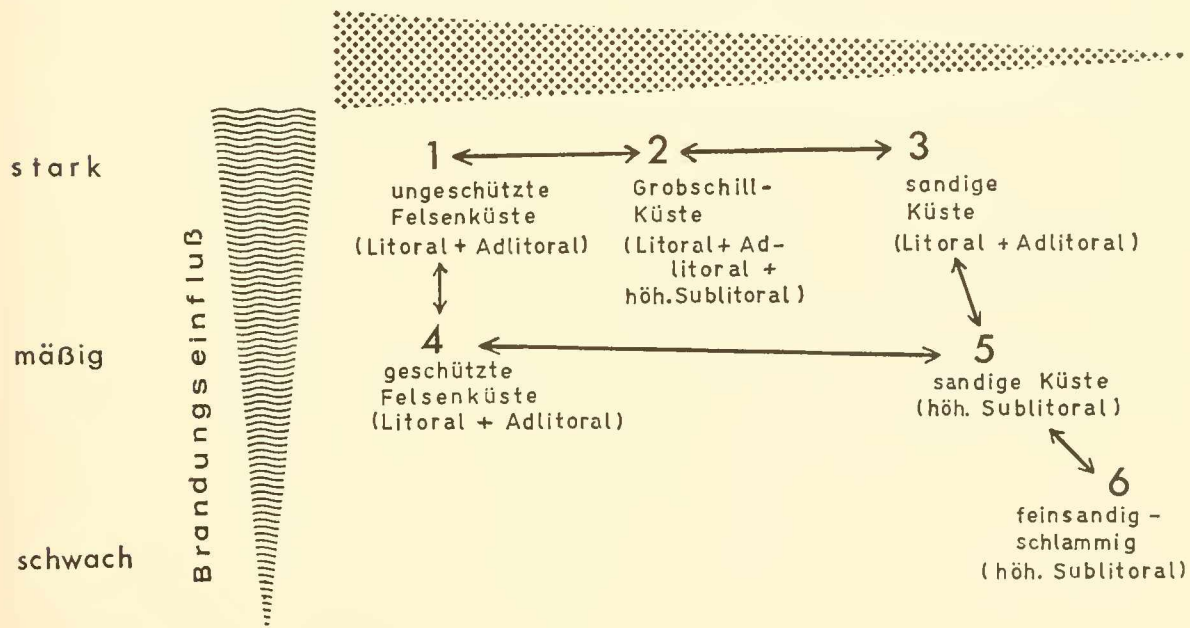 stark
mäßig
schwach
Brandungseinfluß
1
ungeschützte
Felsenküste
(Litoral + Adlitoral)
2
Grobschill-
Küste
(Litoral + Ad-
litoral +
höh. Sublitoral)
3
sandige
Küste
(Litoral + Adlitoral)
4
geschützte
Felsenküste
(Litoral + Adlitoral)
5
sandige Küste
(höh. Sublitoral)
6
feinsandig -
schlammig
(höh. Sublitoral)